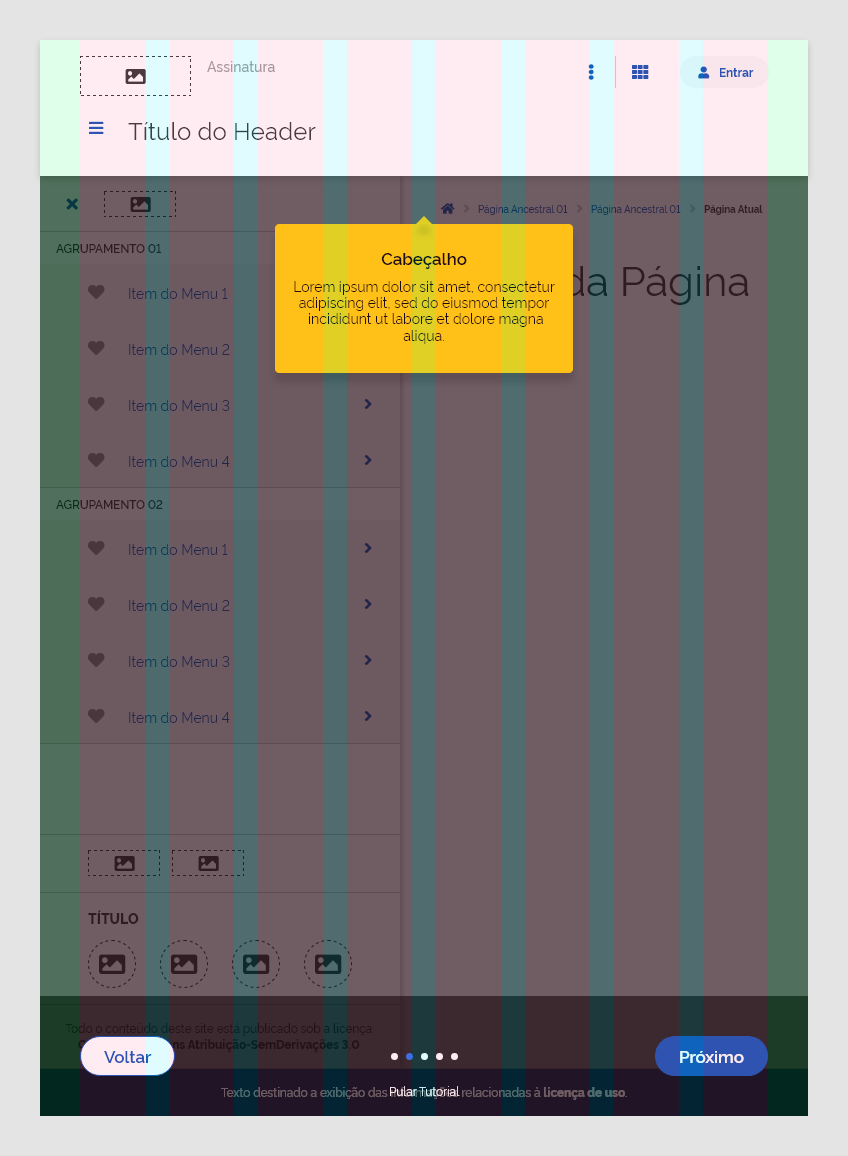 Assinatura
Entrar
Título do Header
Página Ancestral 01
Página Ancestral 01
Página Atual
AGRUPAMENTO 01
da Página
Cabeçalho
Lorem ipsum dolor sit amet, consectetur
adipiscing elit, sed do eiusmod tempor
incididunt ut labore et dolore magna
aliqua.
Item do Menu 1
Item do Menu 2
Item do Menu 3
Item do Menu 4
AGRUPAMENTO 02
Item do Menu 1
Item do Menu 2
Item do Menu 3
Item do Menu 4
TÍTULO
Todo o conteúdo deste site está publicado sob a licença
Atribuição-SemDerivações 3.0
Voltar
Próximo
Pular Tutorial
Texto destinado a exibição das relacionadas à licença de uso.